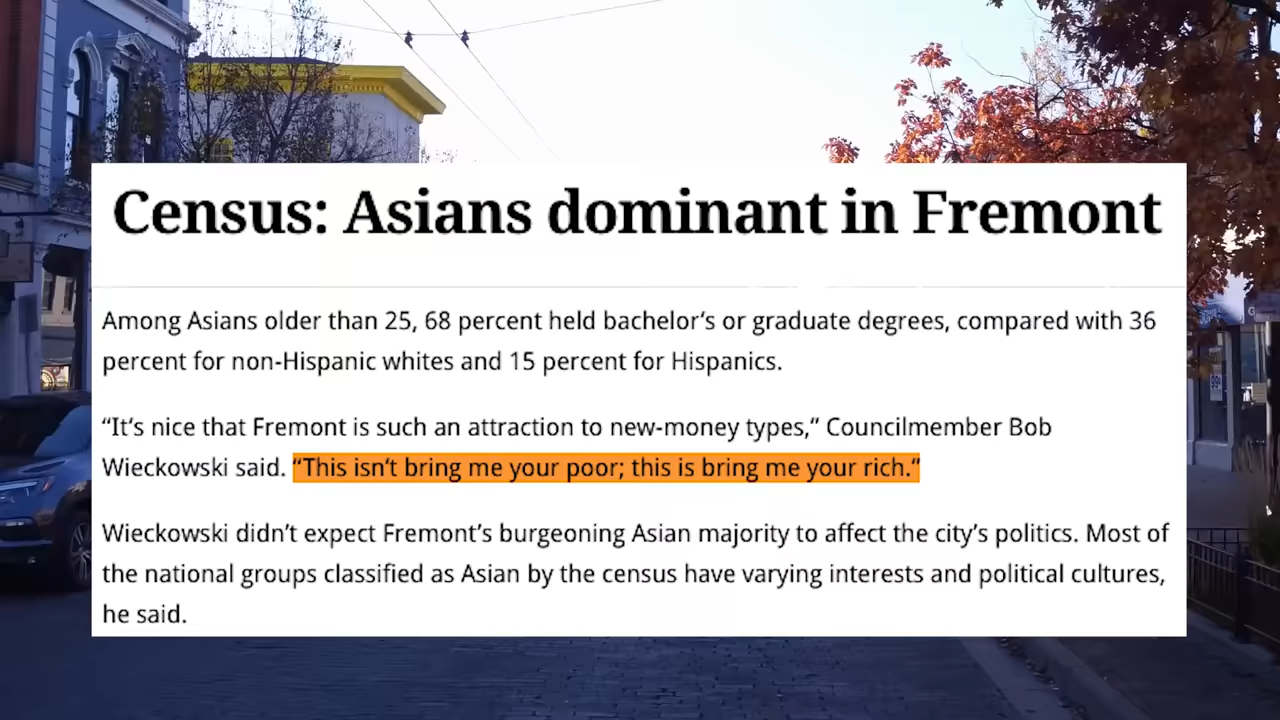 Census: Asians dominant in Fremont
Among Asians older than 25, 68 percent held bachelor's or graduate degrees, compared with 36
percent for non-Hispanic whites and 15 percent for Hispanics.
“It's nice that Fremont is such an attraction to new-money types,” Councilmember Bob
Wieckowski said. “This isn't bring me your poor; this is bring me your rich.“
Wieckowski didn't expect Fremont's burgeoning Asian majority to affect the city's politics. Most of
the national groups classified as Asian by the census have varying interests and political cultures,
he said.